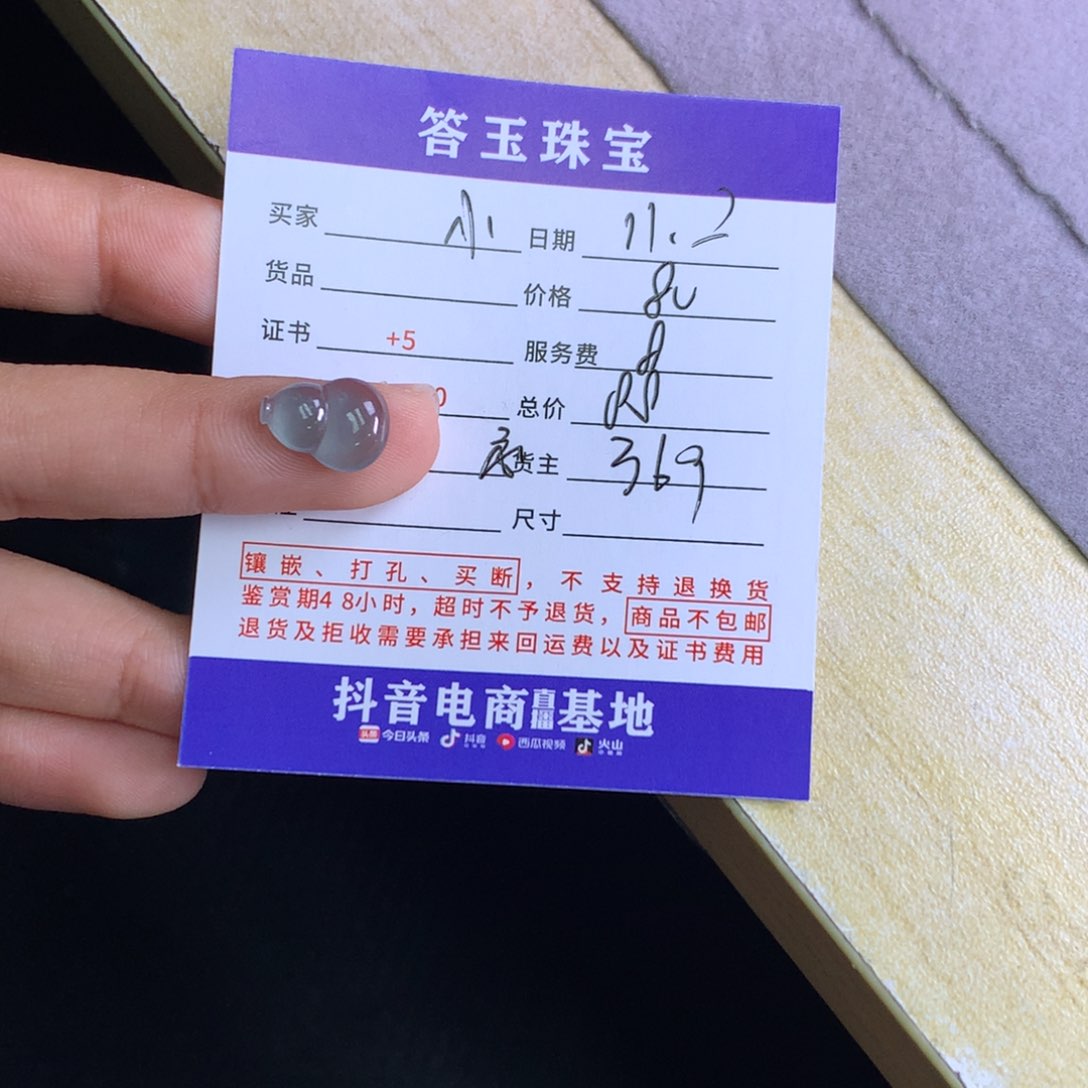 答玉珠宝
买家 小 日期 11.2
货品 价格 80
证书 +5 服务费 8
0 总价 88
货主 369
尺寸
镶嵌、打孔、买断，不支持退换货
鉴赏期48小时，超时不予退货，商品不包邮
退货及拒收需要承担来回运费以及证书费用
抖音电商直播基地
头条 今日头条 抖音 西瓜视频 火山